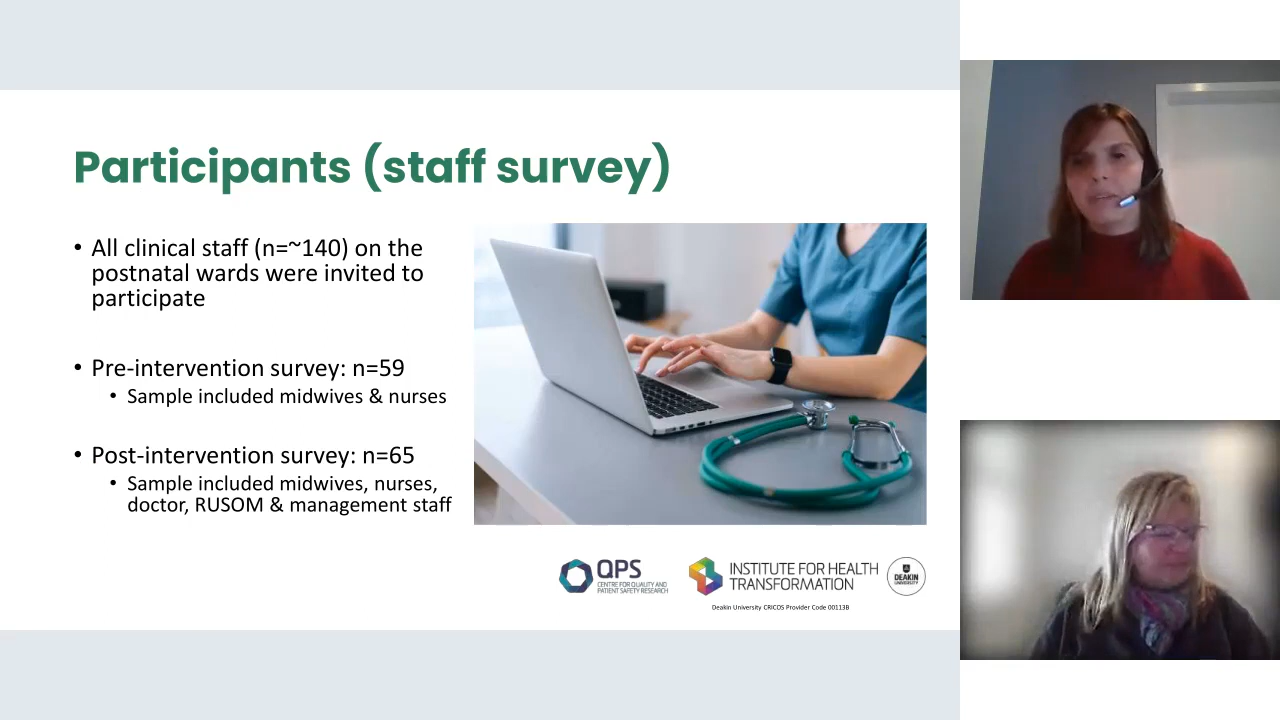 Participants (staff survey)
• All clinical staff (n=~140) on the
postnatal wards were invited to
participate
• Pre-intervention survey: n=59
• Sample included midwives & nurses
• Post-intervention survey: n=65
• Sample included midwives, nurses,
doctor, RUSOM & management staff
QPS
CENTRE FOR QUALITY AND
PATIENT SAFETY RESEARCH
INSTITUTE FOR HEALTH
TRANSFORMATION
DEAKIN
UNIVERSITY
Deakin University CRICOS Provider Code 00113B